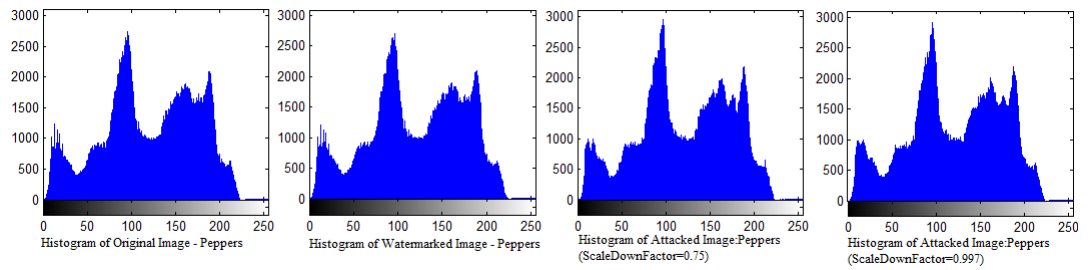 3000
2500
2000
1500
1000
500
0
0 50 100 150 200 250
Histogram of Original Image - Peppers
3000
2500
2000
1500
1000
500
0
0 50 100 150 200 250
Histogram of Watermarked Image - Peppers
3000
2500
2000
1500
1000
500
0
0 50 100 150 200 250
Histogram of Attacked Image:Peppers
(ScaleDownFactor=0.75)
3000
2500
2000
1500
1000
500
0
0 50 100 150 200 250
Histogram of Attacked Image:Peppers
(ScaleDownFactor=0.997)